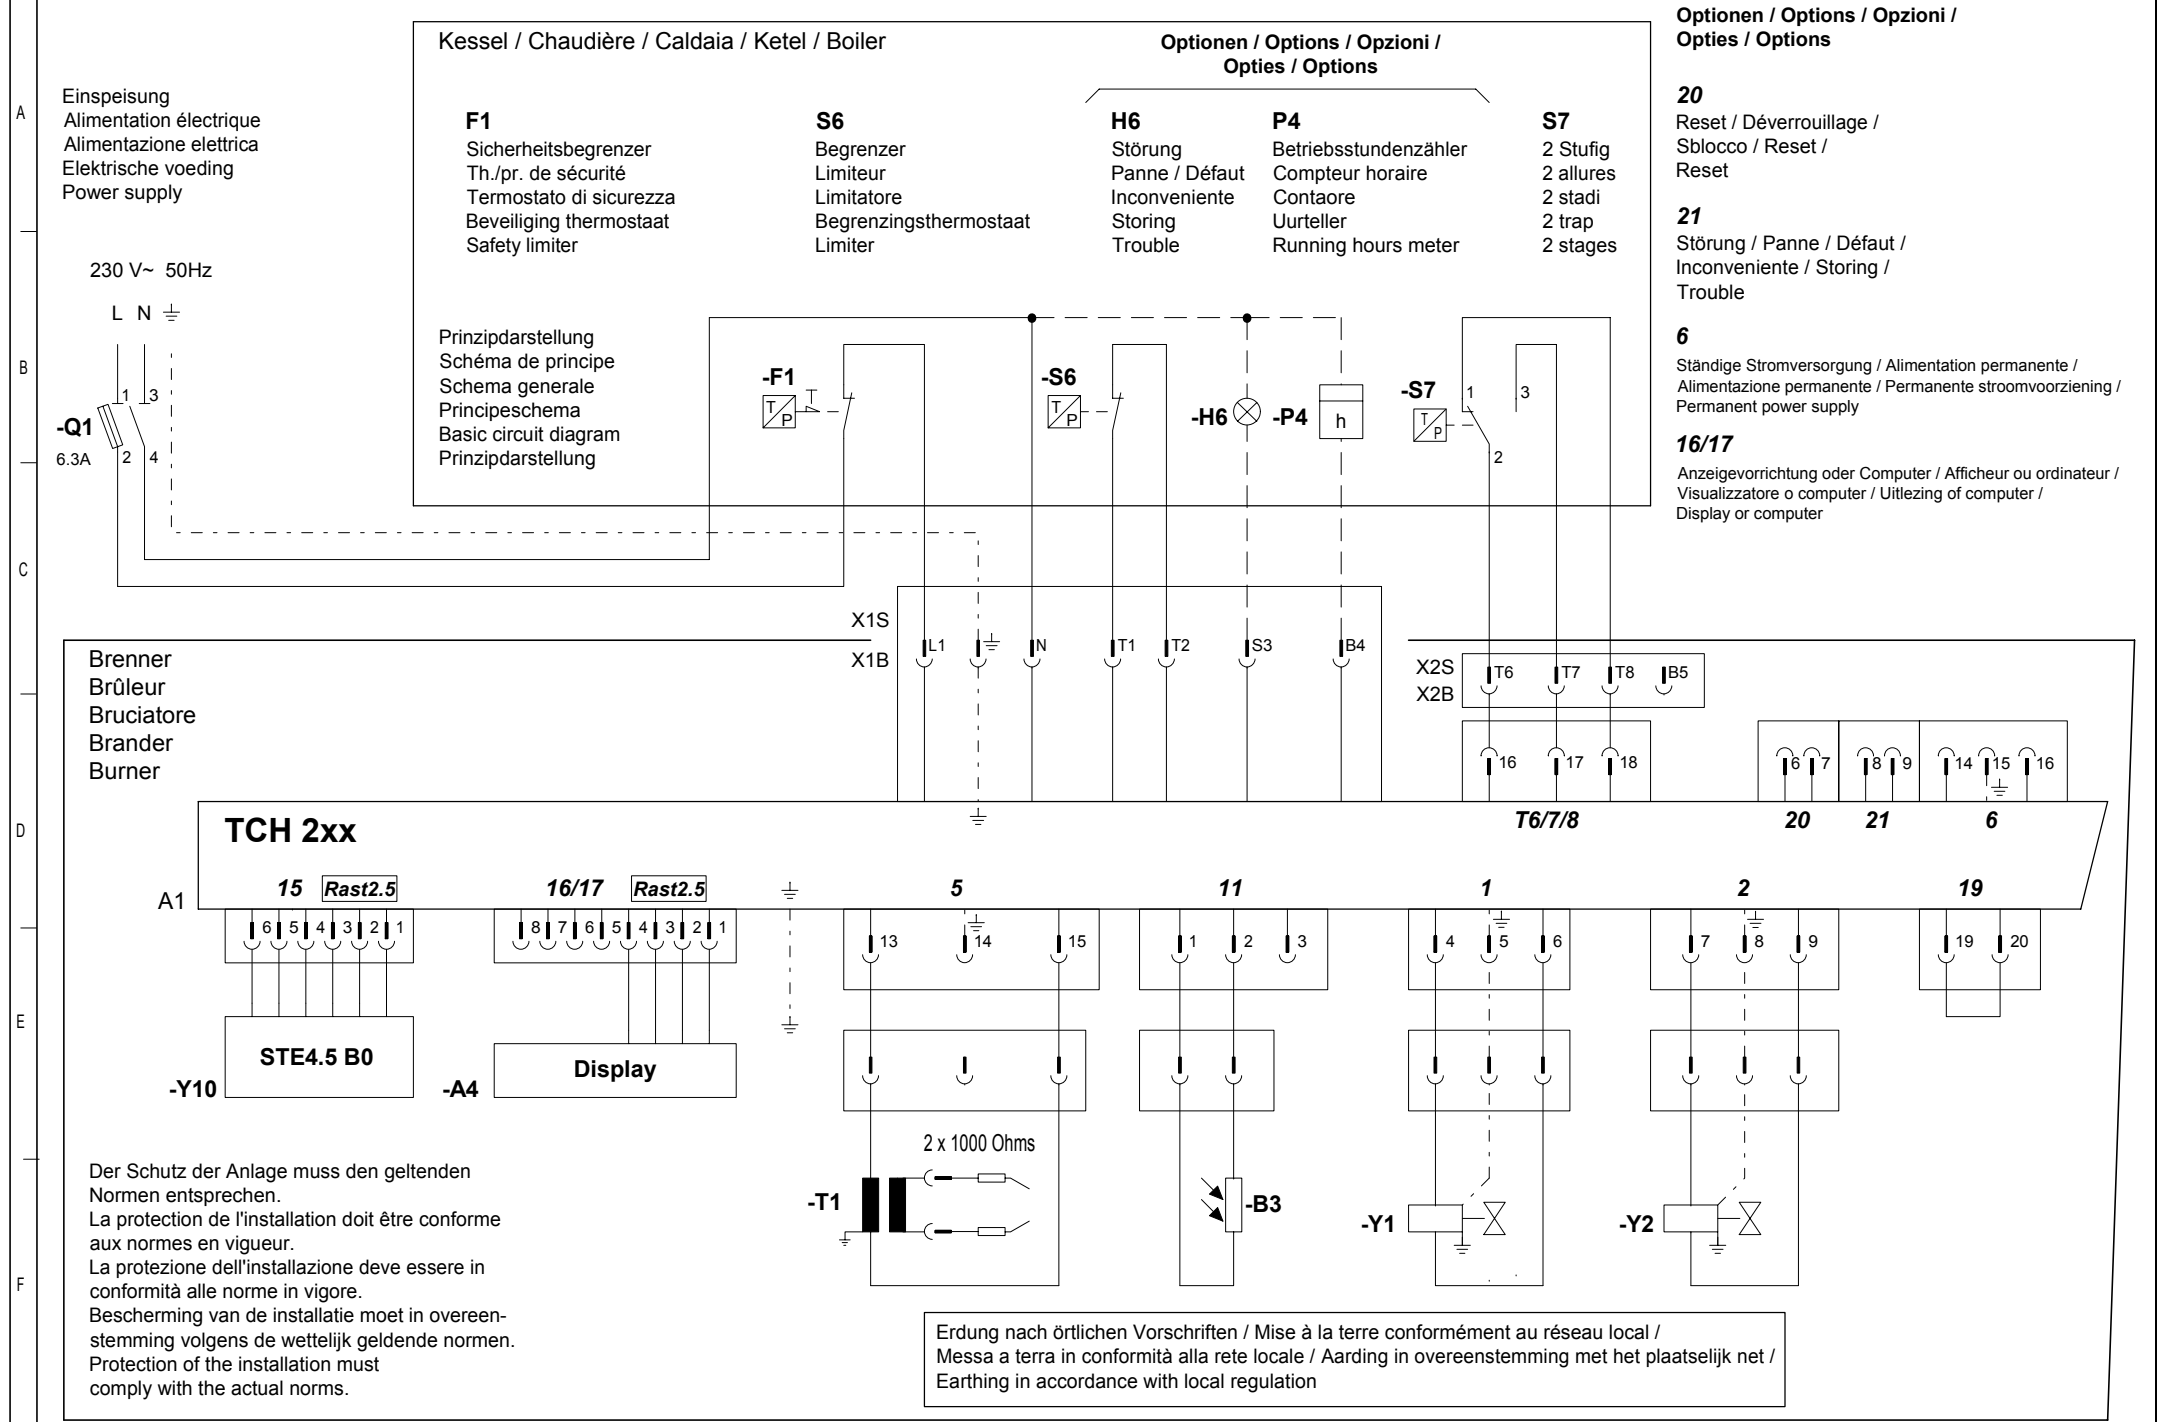 Kessel / Chaudière / Caldaia / Ketel / Boiler
Optionen / Options / Opzioni /
Opties / Options
Optionen / Options / Opzioni /
Opties / Options
A
B
C
D
E
F
Einspeisung
Alimentation électrique
Alimentazione elettrica
Elektrische voeding
Power supply
F1
Sicherheitsbegrenzer
Th./pr. de sécurité
Termostato di sicurezza
Beveiliging thermostaat
Safety limiter
S6
Begrenzer
Limiteur
Limitatore
Begrenzingsthermostaat
Limiter
H6
Störung
Panne / Défaut
Inconveniente
Storing
Trouble
P4
Betriebsstundenzähler
Compteur horaire
Contaore
Uurteller
Running hours meter
S7
2 Stufig
2 allures
2 stadi
2 trap
2 stages
20
Reset / Déverrouillage /
Sblocco / Reset /
Reset
21
Störung / Panne / Défaut /
Inconveniente / Storing /
Trouble
6
Ständige Stromversorgung / Alimentation permanente /
Alimentazione permanente / Permanente stroomvoorziening /
Permanent power supply
16/17
Anzeigevorrichtung oder Computer / Afficheur ou ordinateur /
Visualizzatore o computer / Uitlezing of computer /
Display or computer
230 V~ 50Hz
L N
1 3
-Q1
6.3A
2 4
Prinzipdarstellung
Schéma de principe
Schema generale
Principeschema
Basic circuit diagram
Prinzipdarstellung
-F1
T P
-S6
T P
-H6
-P4
h
-S7
T P
1 3
2
X1S
X1B
L1 N T1 T2 S3 B4
X2S
X2B
T6 T7 T8 B5
Brenner
Brûleur
Bruciatore
Brander
Burner
16 17 18
6 7
8 9
14 15 16
TCH 2xx
T6/7/8
20
21
6
A1
15 Rast2.5
16/17 Rast2.5
5
11
1
2
19
6 5 4 3 2 1
8 7 6 5 4 3 2 1
13 14 15
1 2 3
4 5 6
7 8 9
19 20
STE4.5 B0
-Y10
Display
-A4
2 x 1000 Ohms
-T1
-B3
-Y1
-Y2
Der Schutz der Anlage muss den geltenden
Normen entsprechen.
La protection de l'installation doit être conforme
aux normes en vigueur.
La protezione dell'installazione deve essere in
conformità alle norme in vigore.
Bescherming van de installatie moet in overeen-
stemming volgens de wettelijk geldende normen.
Protection of the installation must
comply with the actual norms.
Erdung nach örtlichen Vorschriften / Mise à la terre conformément au réseau local /
Messa a terra in conformità alla rete locale / Aarding in overeenstemming met het plaatselijk net /
Earthing in accordance with local regulation